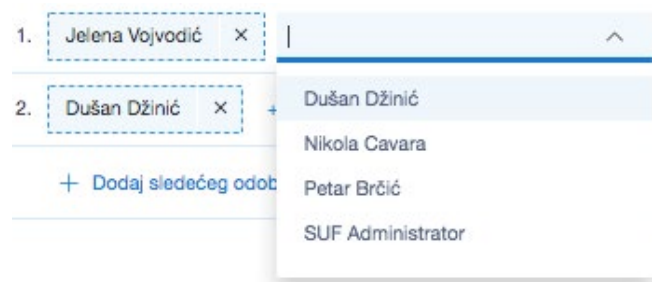 1. Jelena Vojvodić ×
2. Dušan Džinić × +
+ Dodaj sledećeg odob
Dušan Džinić
Nikola Cavara
Petar Brčić
SUF Administrator